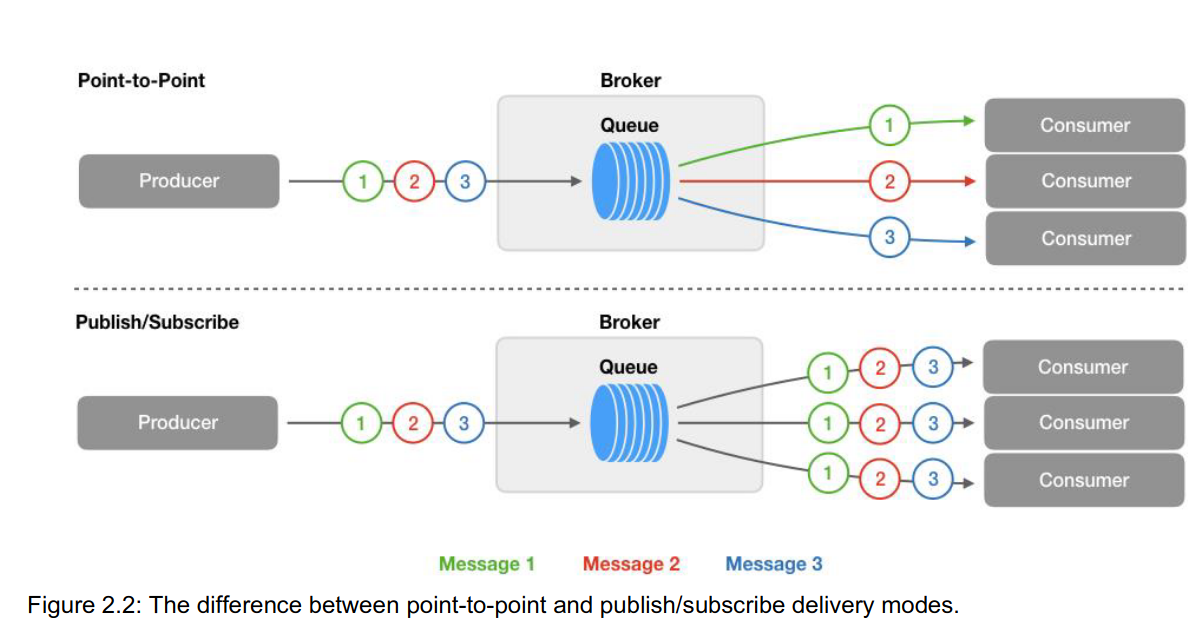 Point-to-Point
Broker
Queue
Producer
1 2 3
1
2
3
Consumer
Consumer
Consumer
Publish/Subscribe
Broker
Queue
Producer
1 2 3
1 2 3
1 2 3
1 2 3
Consumer
Consumer
Consumer
Message 1 Message 2 Message 3
Figure 2.2: The difference between point-to-point and publish/subscribe delivery modes.